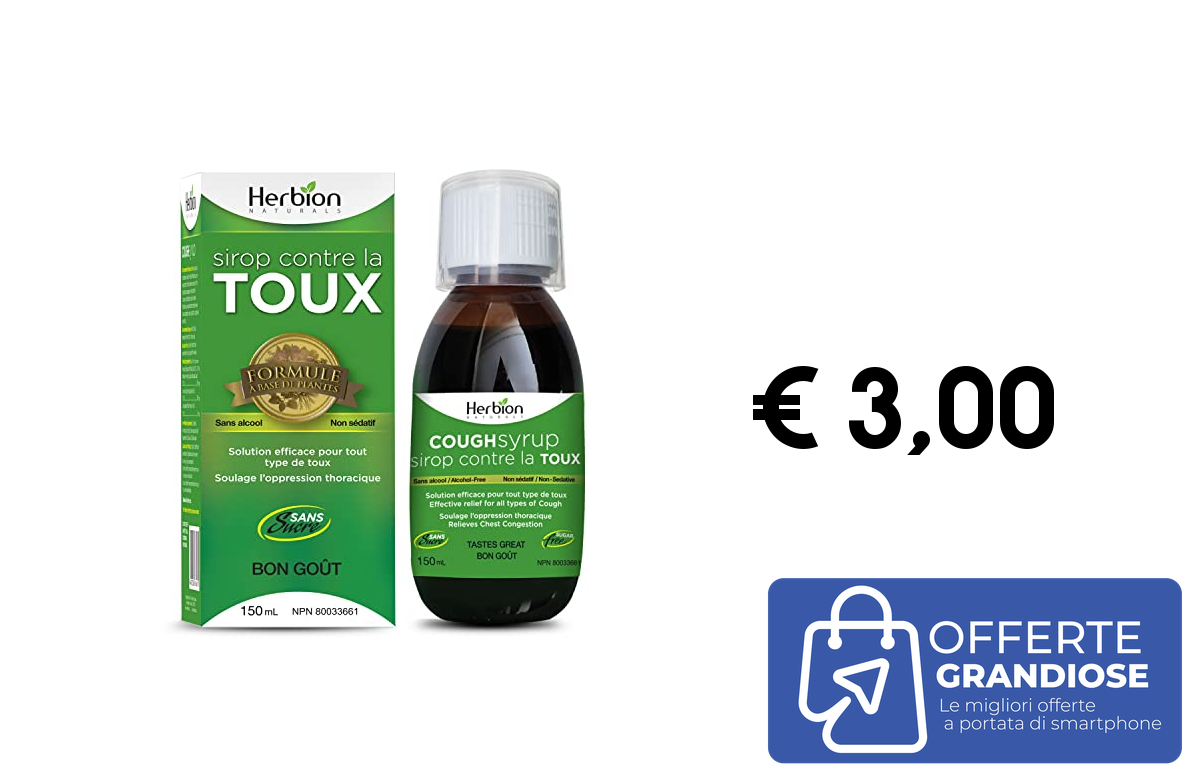 Herbion
NATURALS
sirop contre la
TOUX
FORMULE
À BASE DE PLANTES
Sans alcool
Non sédatif
Solution efficace pour tout
type de toux
Soulage l'oppression thoracique
SANS
Sucre
BON GOÛT
150 mL
NPN 80033661
Herbion
NATURALS
COUGHsyrup
sirop contre la TOUX
Sans alcool / Alcohol-Free
Non sédatif / Non-Sedative
Solution efficace pour tout type de toux
Effective relief for all types of Cough
Soulage l'oppression thoracique
Relieves Chest Congestion
SANS
Sucre
SUGAR
Free
TASTES GREAT
BON GOÛT
150 mL
NPN 80033661
€ 3,00
OFFERTE
GRANDIOSE
Le migliori offerte
a portata di smartphone